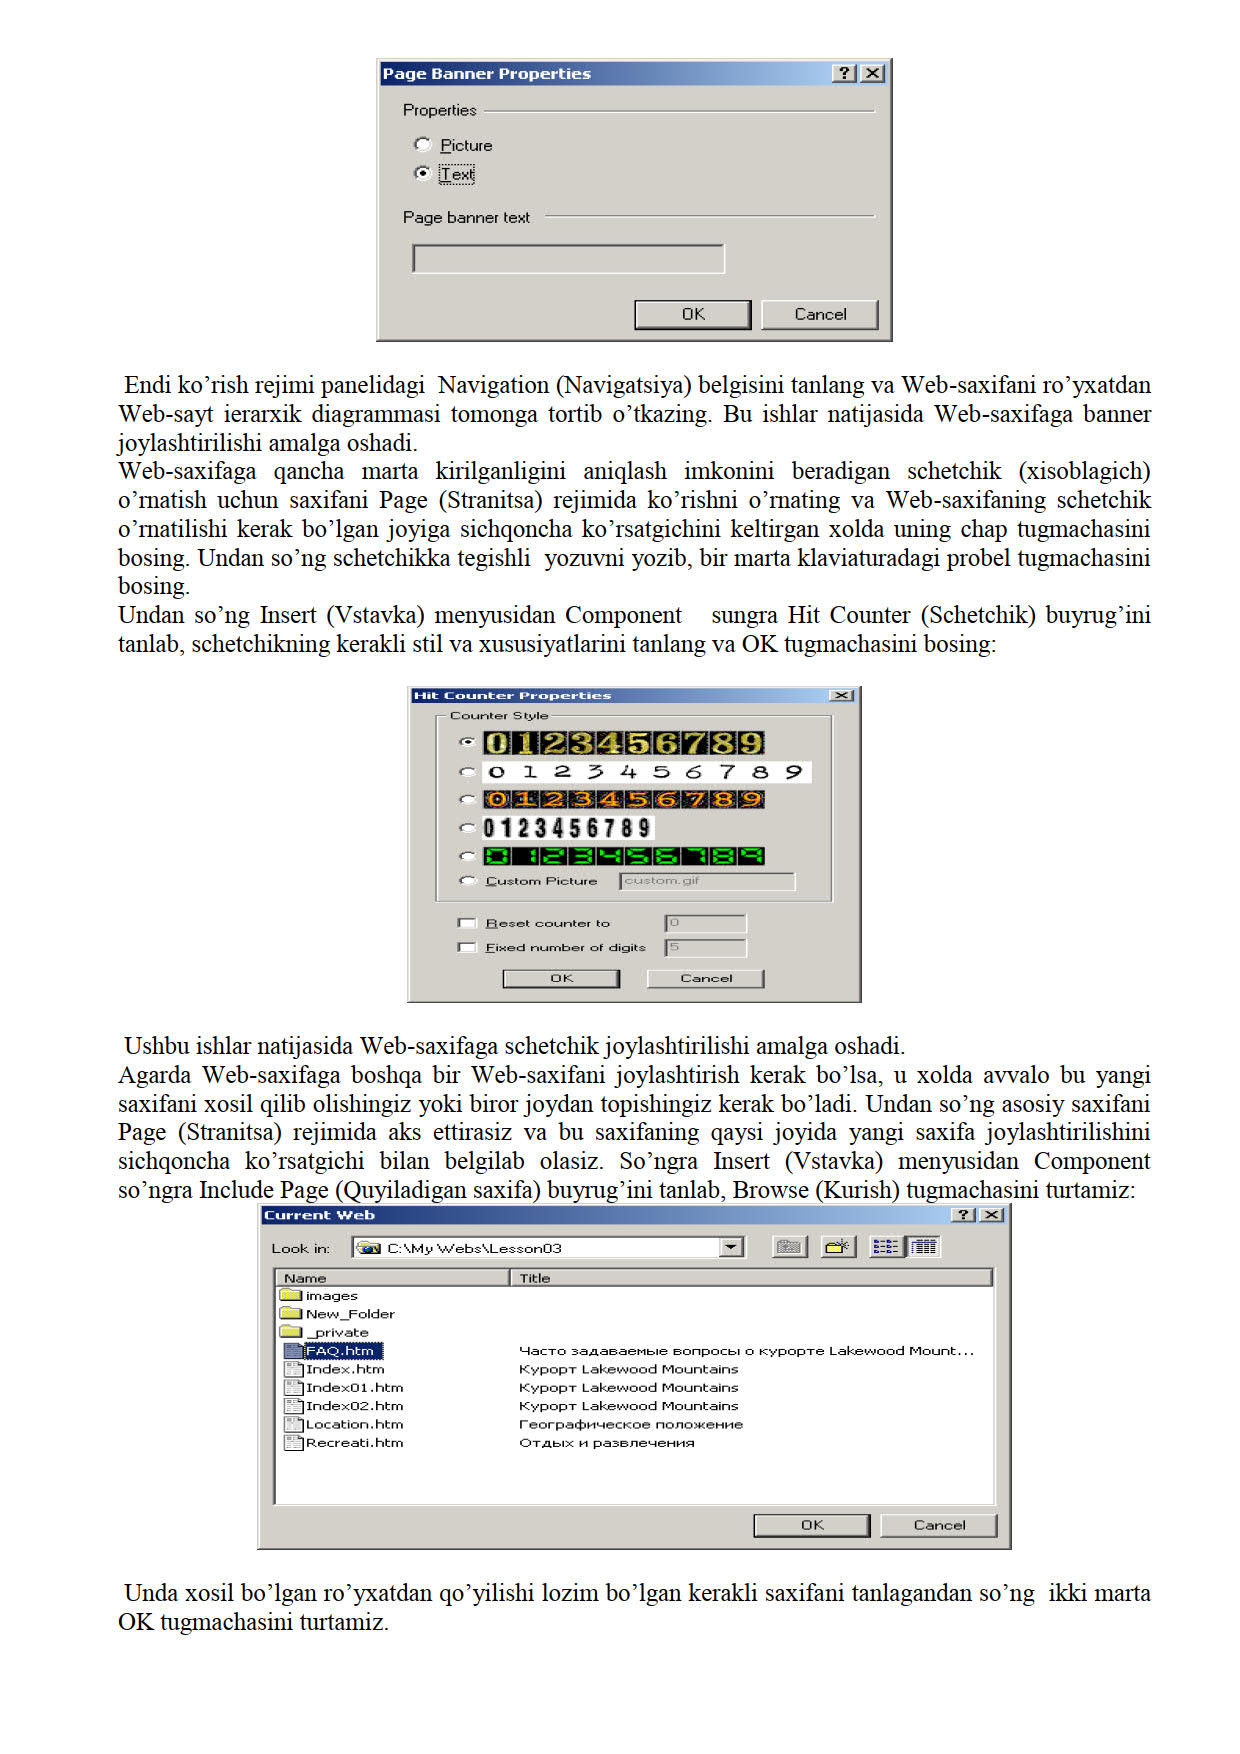 Page Banner Properties
Properties
Picture
Text
Page banner text
OK Cancel
Endi ko’rish rejimi panelidagi Navigation (Navigatsiya) belgisini tanlang va Web-saxifani ro’yxatdan
Web-sayt ierarxik diagrammasi tomonga tortib o’tkazing. Bu ishlar natijasida Web-saxifaga banner
joylashtirilishi amalga oshadi.
Web-saxifaga qancha marta kirilganligini aniqlash imkonini beradigan schetchik (xisoblagich)
o’rnatish uchun saxifani Page (Stranitsa) rejimida ko’rishni o’rnating va Web-saxifaning schetchik
o’rnatilishi kerak bo’lgan joyiga sichqoncha ko’rsatgichini keltirgan xolda uning chap tugmachasini
bosing. Undan so’ng schetchikka tegishli yozuvni yozib, bir marta klaviaturadagi probel tugmachasini
bosing.
Undan so’ng Insert (Vstavka) menyusidan Component sungra Hit Counter (Schetchik) buyrug’ini
tanlab, schetchikning kerakli stil va xususiyatlarini tanlang va OK tugmachasini bosing:
Hit Counter Properties
Counter Style
0123456789
0 1 2 3 4 5 6 7 8 9
0123456789
0123456789
0123456789
Custom Picture custom.gif
Reset counter to 0
Fixed number of digits 5
OK Cancel
Ushbu ishlar natijasida Web-saxifaga schetchik joylashtirilishi amalga oshadi.
Agarda Web-saxifaga boshqa bir Web-saxifani joylashtirish kerak bo’lsa, u xolda avvalo bu yangi
saxifani xosil qilib olishingiz yoki biror joydan topishingiz kerak bo’ladi. Undan so’ng asosiy saxifani
Page (Stranitsa) rejimida aks ettirasiz va bu saxifaning qaysi joyida yangi saxifa joylashtirilishini
sichqoncha ko’rsatgichi bilan belgilab olasiz. So’ngra Insert (Vstavka) menyusidan Component
so’ngra Include Page (Quyiladigan saxifa) buyrug’ini tanlab, Browse (Kurish) tugmachasini turtamiz:
Current Web
Look in: C:\My Webs\Lesson03
Name Title
images
New_Folder
_private
FAQ.htm Часто задаваемые вопросы о курорте Lakewood Mount...
Index.htm Курорт Lakewood Mountains
Index01.htm Курорт Lakewood Mountains
Index02.htm Курорт Lakewood Mountains
Location.htm Географическое положение
Recreati.htm Отдых и развлечения
OK Cancel
Unda xosil bo’lgan ro’yxatdan qo’yilishi lozim bo’lgan kerakli saxifani tanlagandan so’ng ikki marta
OK tugmachasini turtamiz.